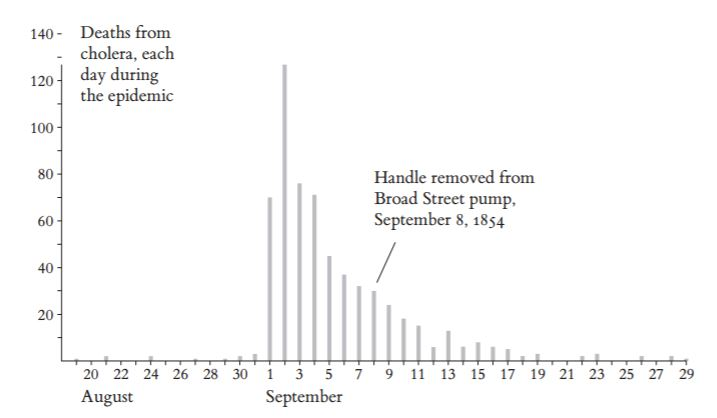 140
Deaths from
cholera, each
day during
the epidemic
120
100
80
Handle removed from
Broad Street pump,
September 8, 1854
60
40
20
20 22 24 26 28 30 1 3 5 7 9 11 13 15 17 19 21 23 25 27 29
August September